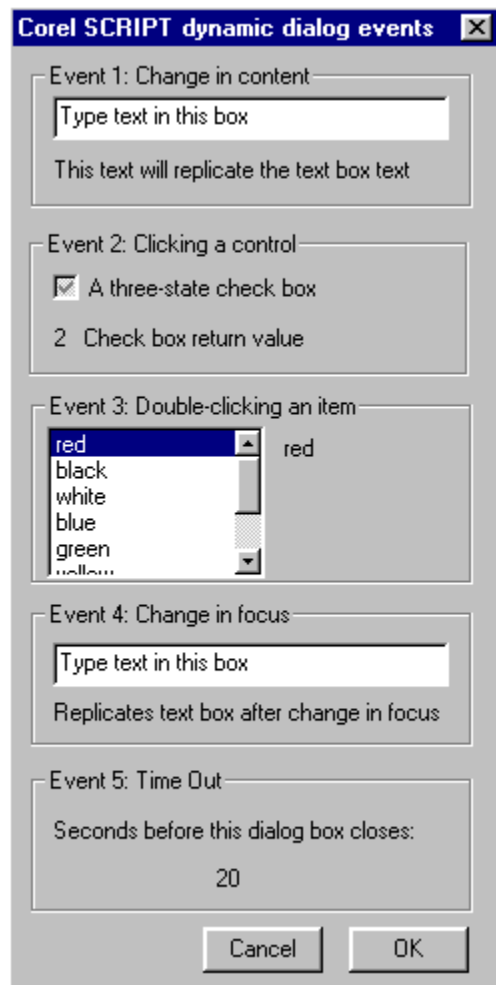 Corel SCRIPT dynamic dialog events
Event 1: Change in content
Type text in this box
This text will replicate the text box text
Event 2: Clicking a control
A three-state check box
2 Check box return value
Event 3: Double-clicking an item
red
red
black
white
blue
green
yellow
Event 4: Change in focus
Type text in this box
Replicates text box after change in focus
Event 5: Time Out
Seconds before this dialog box closes:
20
Cancel OK